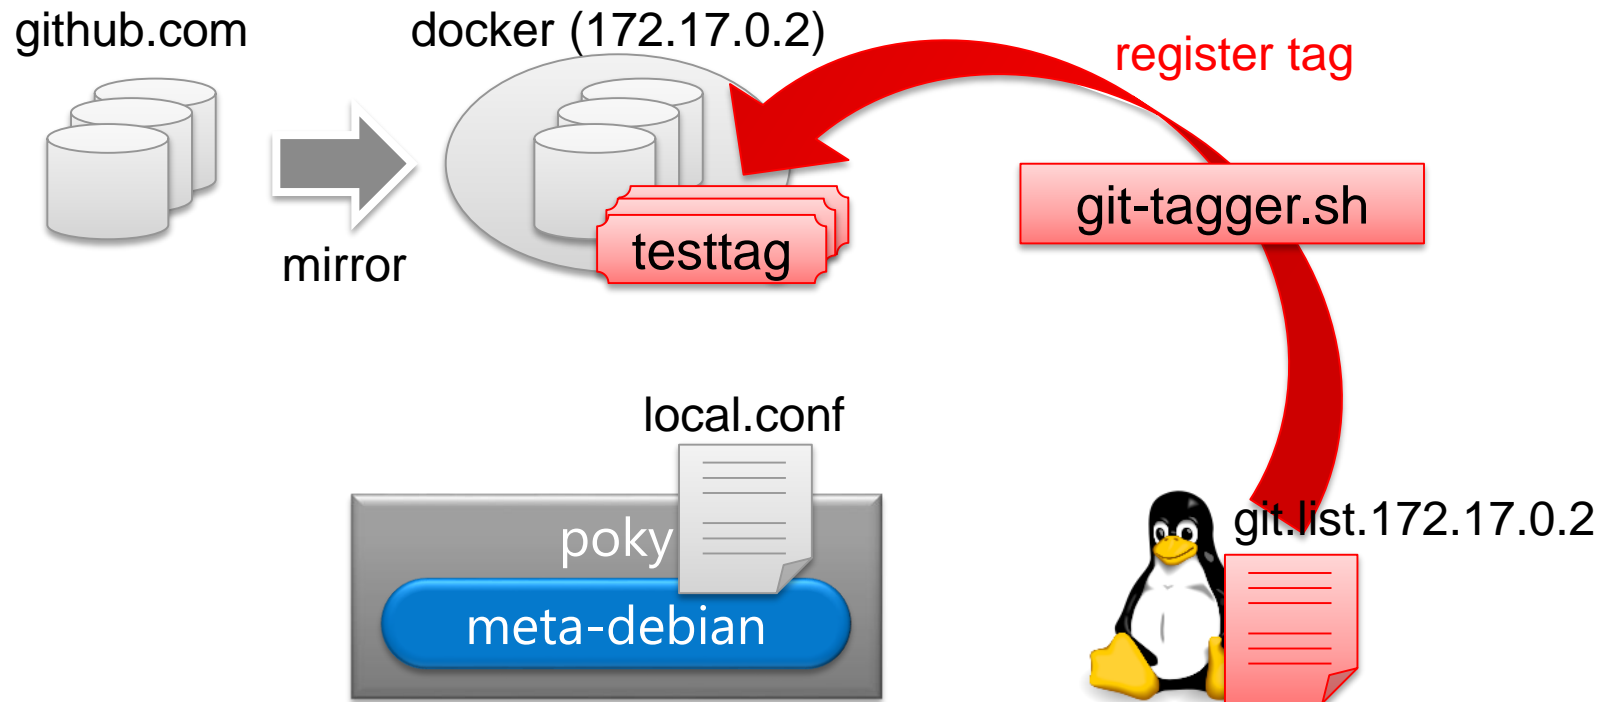 github.com
docker (172.17.0.2)
register tag
git-tagger.sh
testtag
mirror
local.conf
git.list.172.17.0.2
poky
meta-debian